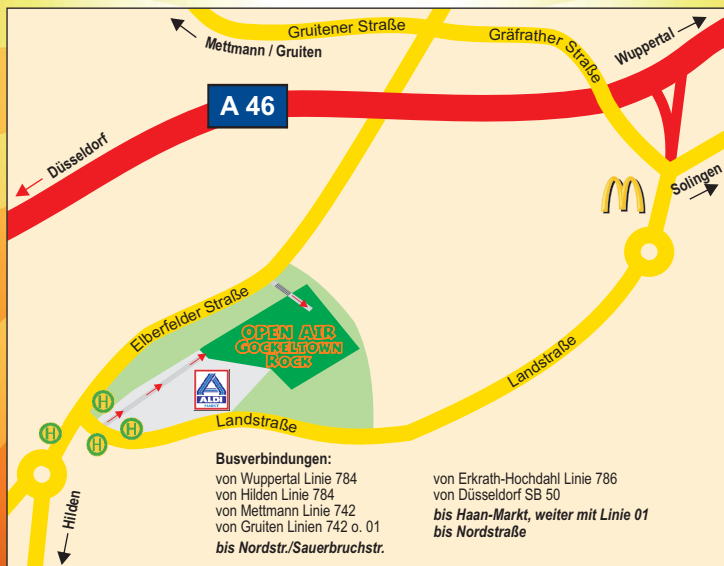 Gruitener Straße
Gräfrather Straße
Wuppertal
Mettmann / Gruiten
A 46
Düsseldorf
Solingen
Elberfelder Straße
OPEN AIR
GOCKELTOWN
ROCK
ALDI
MARKT
Landstraße
Landstraße
H
H
H
H
Hilden
Busverbindungen:
von Wuppertal Linie 784
von Hilden Linie 784
von Mettmann Linie 742
von Gruiten Linien 742 o. 01
bis Nordstr./Sauerbruchstr.
von Erkrath-Hochdahl Linie 786
von Düsseldorf SB 50
bis Haan-Markt, weiter mit Linie 01
bis Nordstraße